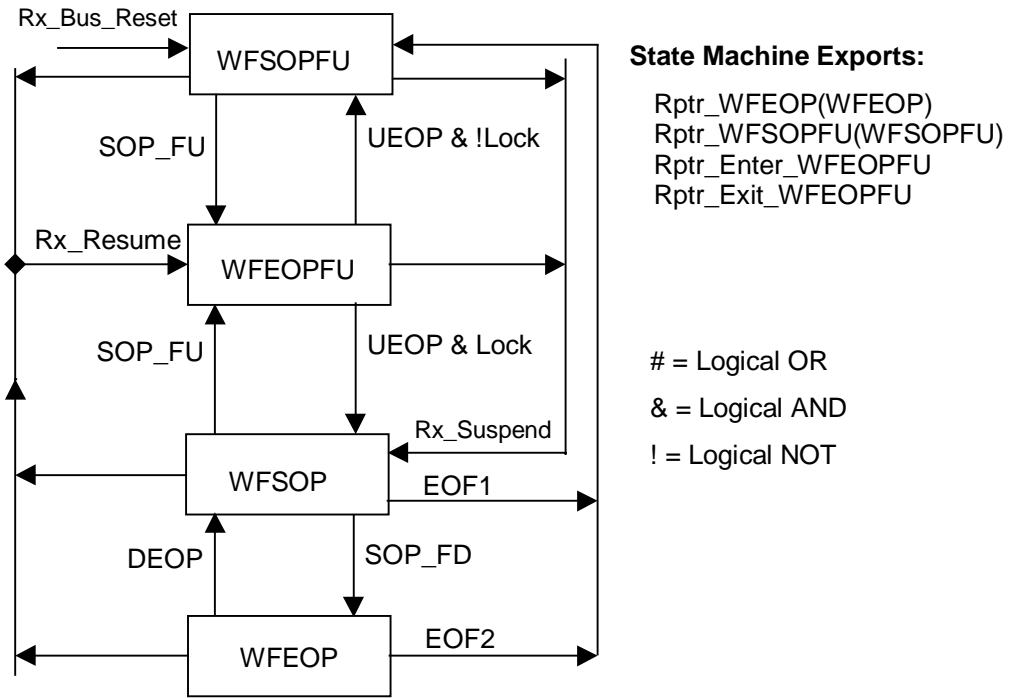 Rx_Bus_Reset
WFSOPFU
SOP_FU
UEOP & !Lock
Rx_Resume
WFEOPFU
SOP_FU
UEOP & Lock
Rx_Suspend
WFSOP
EOF1
DEOP
SOP_FD
WFEOP
EOF2
State Machine Exports:
Rptr_WFEOP(WFEOP)
Rptr_WFSOPFU(WFSOPFU)
Rptr_Enter_WFEOPFU
Rptr_Exit_WFEOPFU
# = Logical OR
& = Logical AND
! = Logical NOT